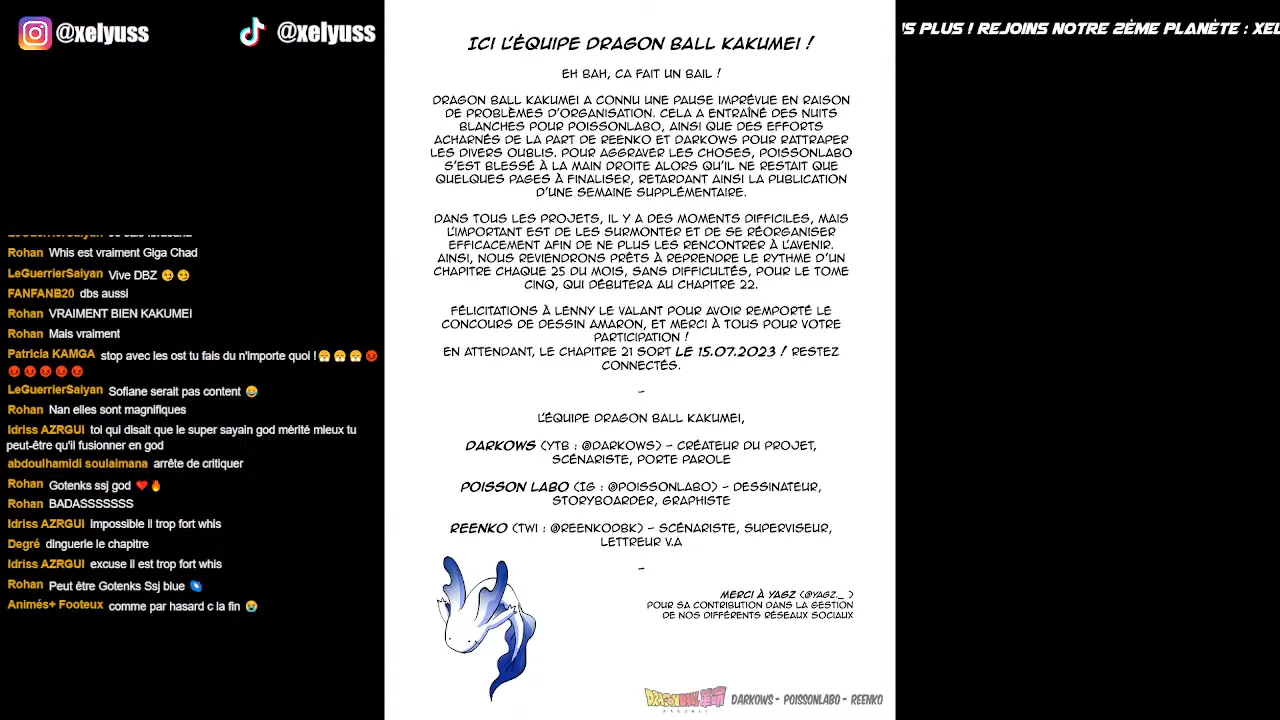 @xelyuss
@xelyuss
PLUS ! REJOINS NOTRE 2ÈME PLANÈTE : XEL
Rohan Whis est vraiment Giga Chad
LeGuerrierSaiyan Vive DBZ 😏 😏
FANFANB20 dbs aussi
Rohan VRAIMENT BIEN KAKUMEI
Rohan Mais vraiment
Patricia KAMGA stop avec les ost tu fais du n'importe quoi !😤 😤 😤 😡
😡 😡 😡 😡 😡
LeGuerrierSaiyan Sofiane serait pas content 😂
Rohan Nan elles sont magnifiques
Idriss AZRGUI toi qui disait que le super sayain god mérité mieux tu
peut-être qu'il fusionner en god
abdoulhamidi soulaimana arrête de critiquer
Rohan Gotenks ssj god ❤️ 🔥
Rohan BADASSSSSSS
Idriss AZRGUI Impossible il trop fort whis
Degré dinguerie le chapitre
Idriss AZRGUI excuse il est trop fort whis
Rohan Peut être Gotenks Ssj blue
Animés+ Footeux comme par hasard c la fin 😭
ICI L'ÉQUIPE DRAGON BALL KAKUMEI !
EH BAH, CA FAIT UN BAIL !
DRAGON BALL KAKUMEI A CONNU UNE PAUSE IMPRÉVUE EN RAISON
DE PROBLÈMES D'ORGANISATION. CELA A ENTRAÎNÉ DES NUITS
BLANCHES POUR POISSONLABO, AINSI QUE DES EFFORTS
ACHARNÉS DE LA PART DE REENKO ET DARKOWS POUR RATTRAPER
LES DIVERS OUBLIS. POUR AGGRAVER LES CHOSES, POISSONLABO
S'EST BLESSÉ À LA MAIN DROITE ALORS QU'IL NE RESTAIT QUE
QUELQUES PAGES À FINALISER, RETARDANT AINSI LA PUBLICATION
D'UNE SEMAINE SUPPLÉMENTAIRE.
DANS TOUS LES PROJETS, IL Y A DES MOMENTS DIFFICILES, MAIS
L'IMPORTANT EST DE LES SURMONTER ET DE SE RÉORGANISER
EFFICACEMENT AFIN DE NE PLUS LES RENCONTRER À L'AVENIR.
AINSI, NOUS REVIENDRONS PRÊTS À REPRENDRE LE RYTHME D'UN
CHAPITRE CHAQUE 25 DU MOIS, SANS DIFFICULTÉS, POUR LE TOME
CINQ, QUI DÉBUTERA AU CHAPITRE 22.
FÉLICITATIONS À LENNY LE VALANT POUR AVOIR REMPORTÉ LE
CONCOURS DE DESSIN AMARON, ET MERCI À TOUS POUR VOTRE
PARTICIPATION !
EN ATTENDANT, LE CHAPITRE 21 SORT LE 15.07.2023 ! RESTEZ
CONNECTÉS.
–
L'ÉQUIPE DRAGON BALL KAKUMEI,
DARKOWS (YTB : @DARKOWS) – CRÉATEUR DU PROJET,
SCÉNARISTE, PORTE PAROLE
POISSON LABO (IG : @POISSONLABO) – DESSINATEUR,
STORYBOARDER, GRAPHISTE
REENKO (TWI : @REENKODBK) – SCÉNARISTE, SUPERVISEUR,
LETTREUR V.A
–
MERCI À YAGZ (@YAGZ._ )
POUR SA CONTRIBUTION DANS LA GESTION
DE NOS DIFFÉRENTS RÉSEAUX SOCIAUX
DRAGON BALL 革命
KAKUMEI
DARKOWS - POISSONLABO - REENKO